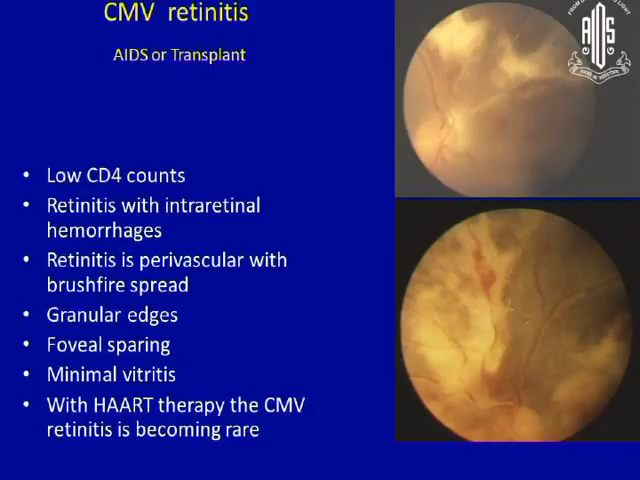 CMV retinitis
AIDS or Transplant
• Low CD4 counts
• Retinitis with intraretinal
hemorrhages
• Retinitis is perivascular with
brushfire spread
• Granular edges
• Foveal sparing
• Minimal vitritis
• With HAART therapy the CMV
retinitis is becoming rare